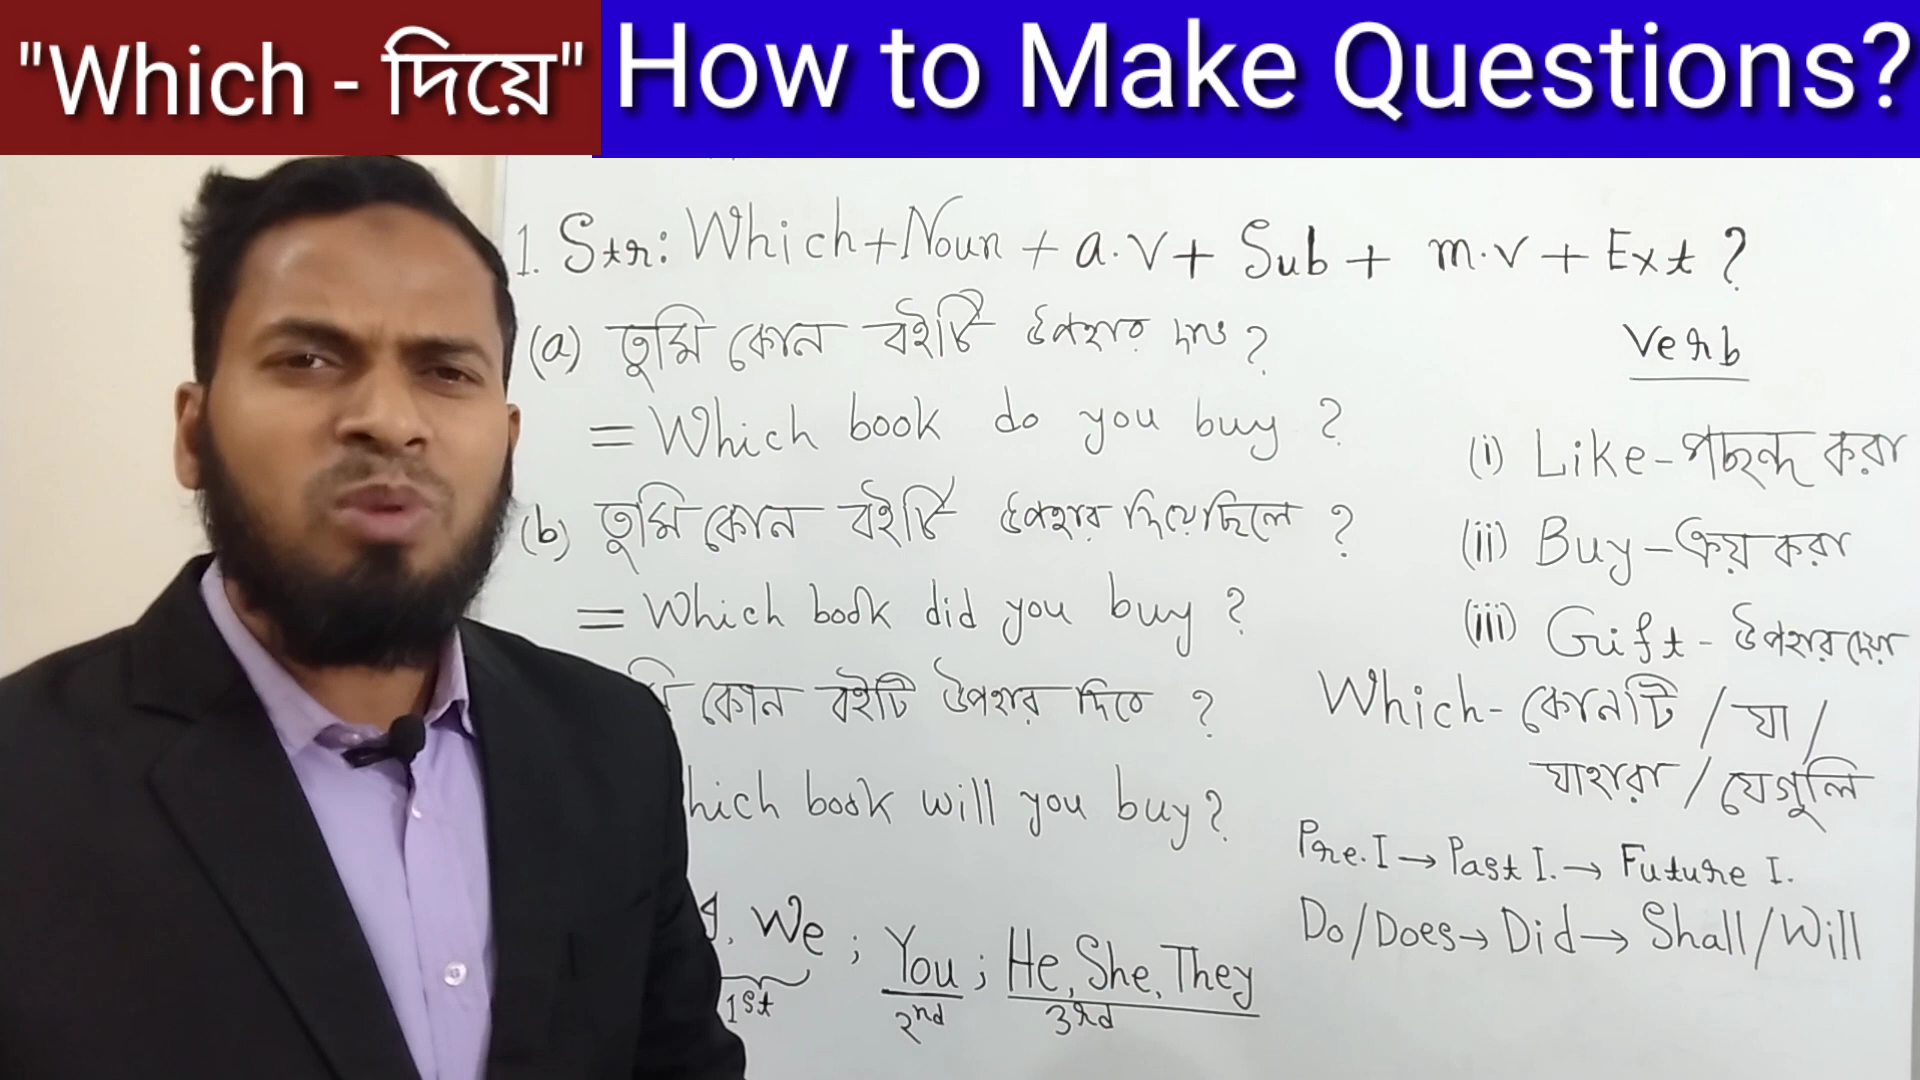 "Which - দিয়ে" How to Make Questions?
1. Str: Which + Noun + a.v + Sub + m.v + Ext ?
(a) তুমি কোন বইটি উপহার দাও ?
= Which book do you buy ?
(b) তুমি কোন বইটি উপহার দিয়েছিলে ?
= Which book did you buy ?
মি কোন বইটি উপহার দিবে ?
hich book will you buy?
I, We ; You ; He, She, They
1st 2nd 3rd
Verb
(i) Like - পছন্দ করা
(ii) Buy - ক্রয় করা
(iii) Gift - উপহার দেয়া
Which - কোনটি / যা /
যাহারা / যেগুলি
Pre. I → Past I. → Future I.
Do/Does → Did → Shall/Will